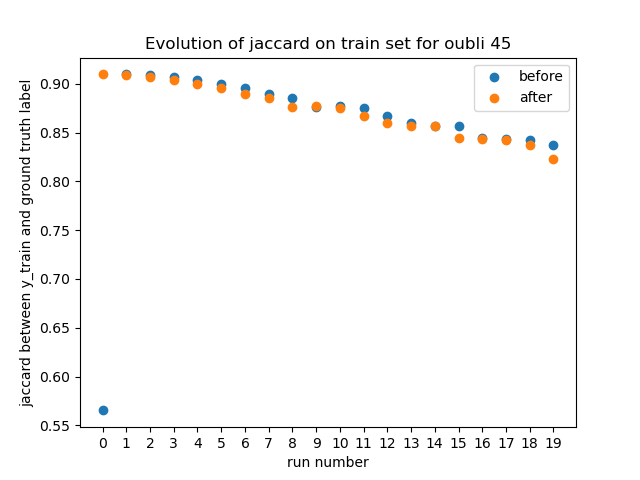 Evolution of jaccard on train set for oubli 45
before
after
jaccard between y_train and ground truth label
0.90
0.85
0.80
0.75
0.70
0.65
0.60
0.55
0 1 2 3 4 5 6 7 8 9 10 11 12 13 14 15 16 17 18 19
run number